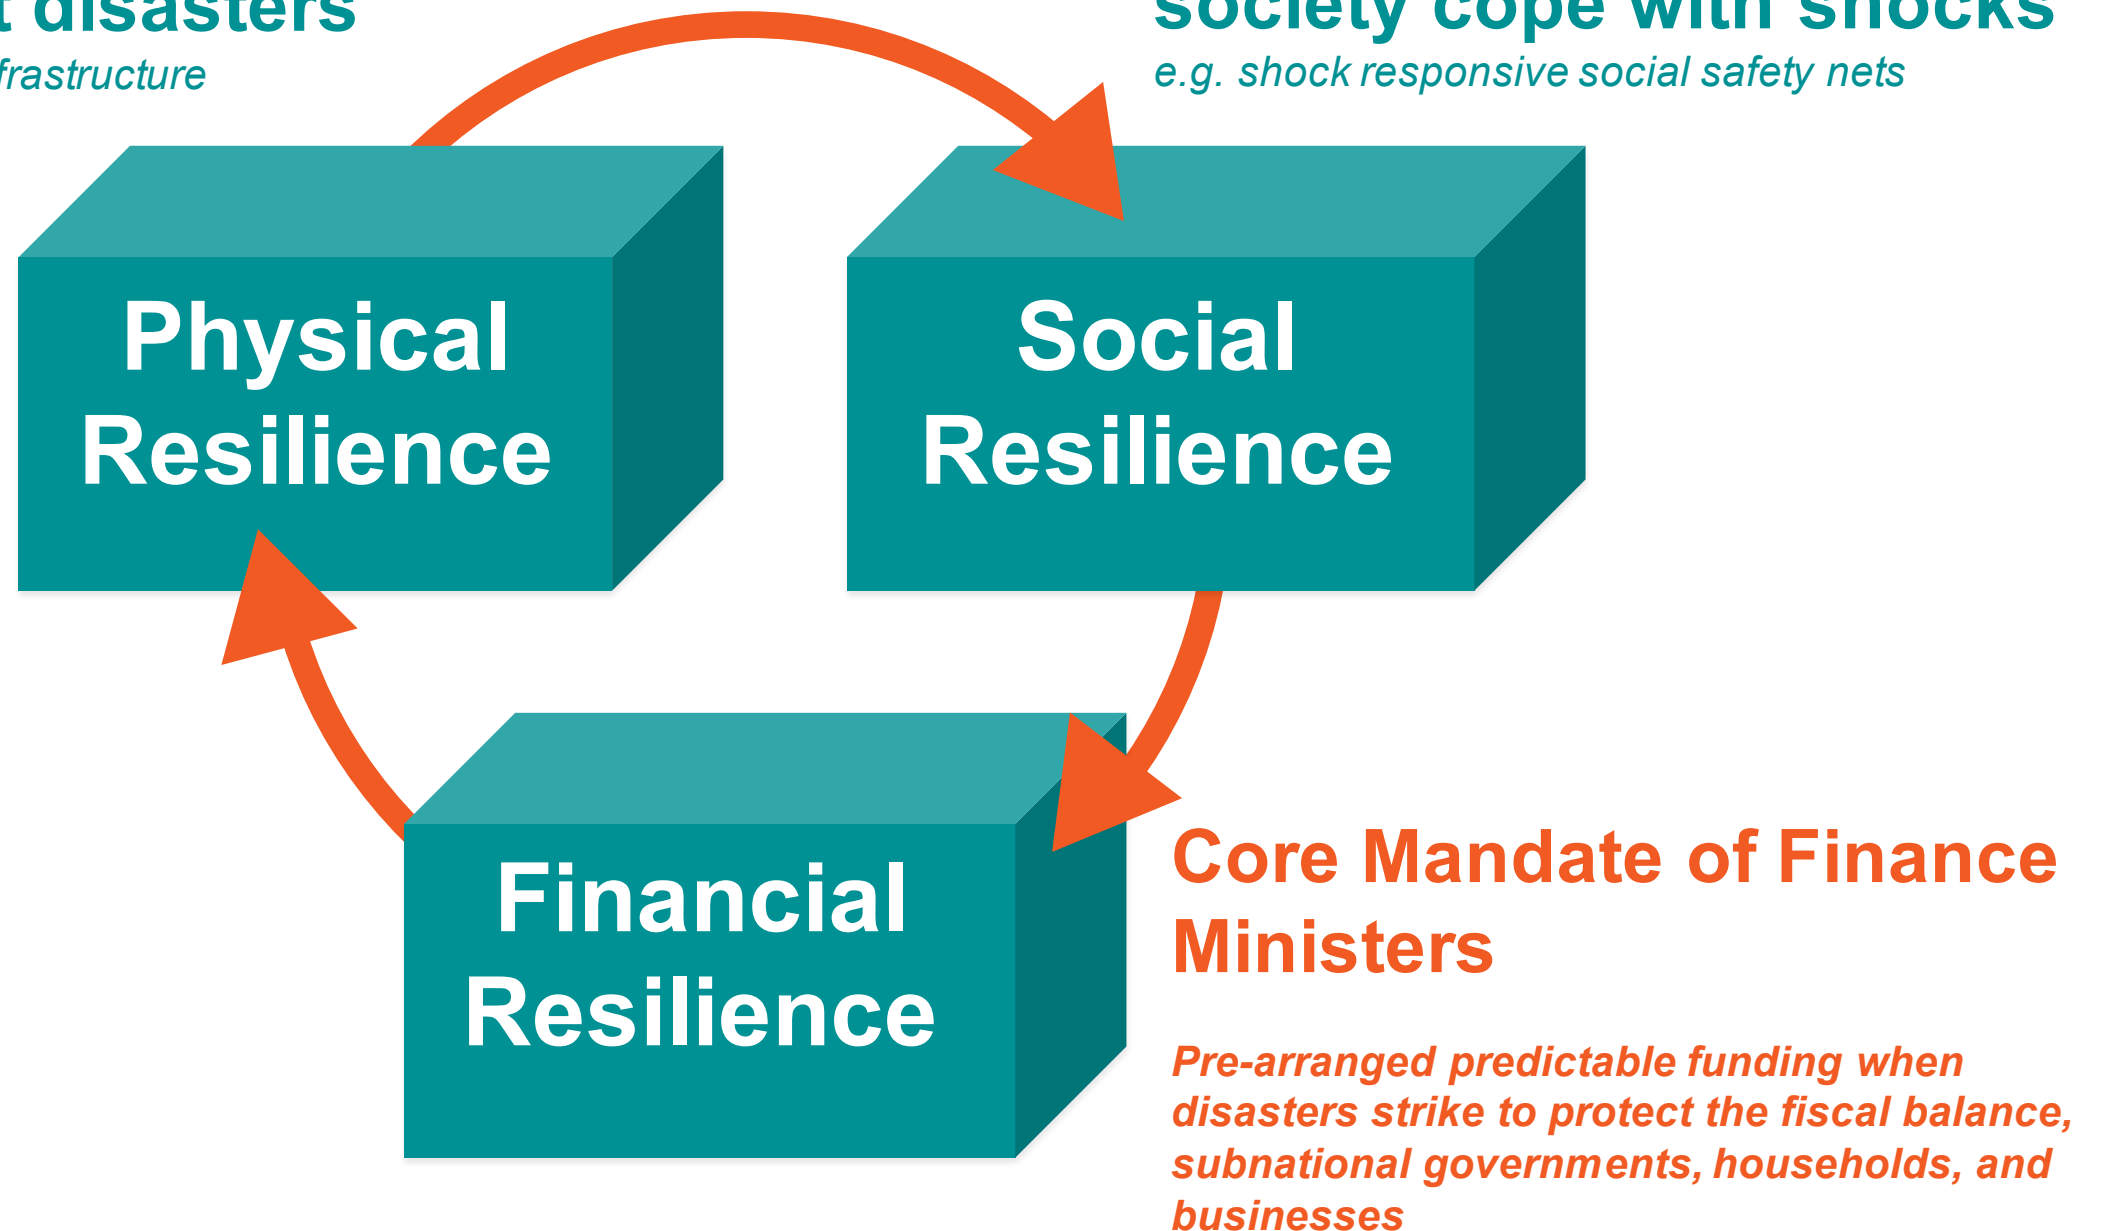 t disasters
frastructure
society cope with shocks
e.g. shock responsive social safety nets
Physical
Resilience
Social
Resilience
Financial
Resilience
Core Mandate of Finance
Ministers
Pre-arranged predictable funding when
disasters strike to protect the fiscal balance,
subnational governments, households, and
businesses